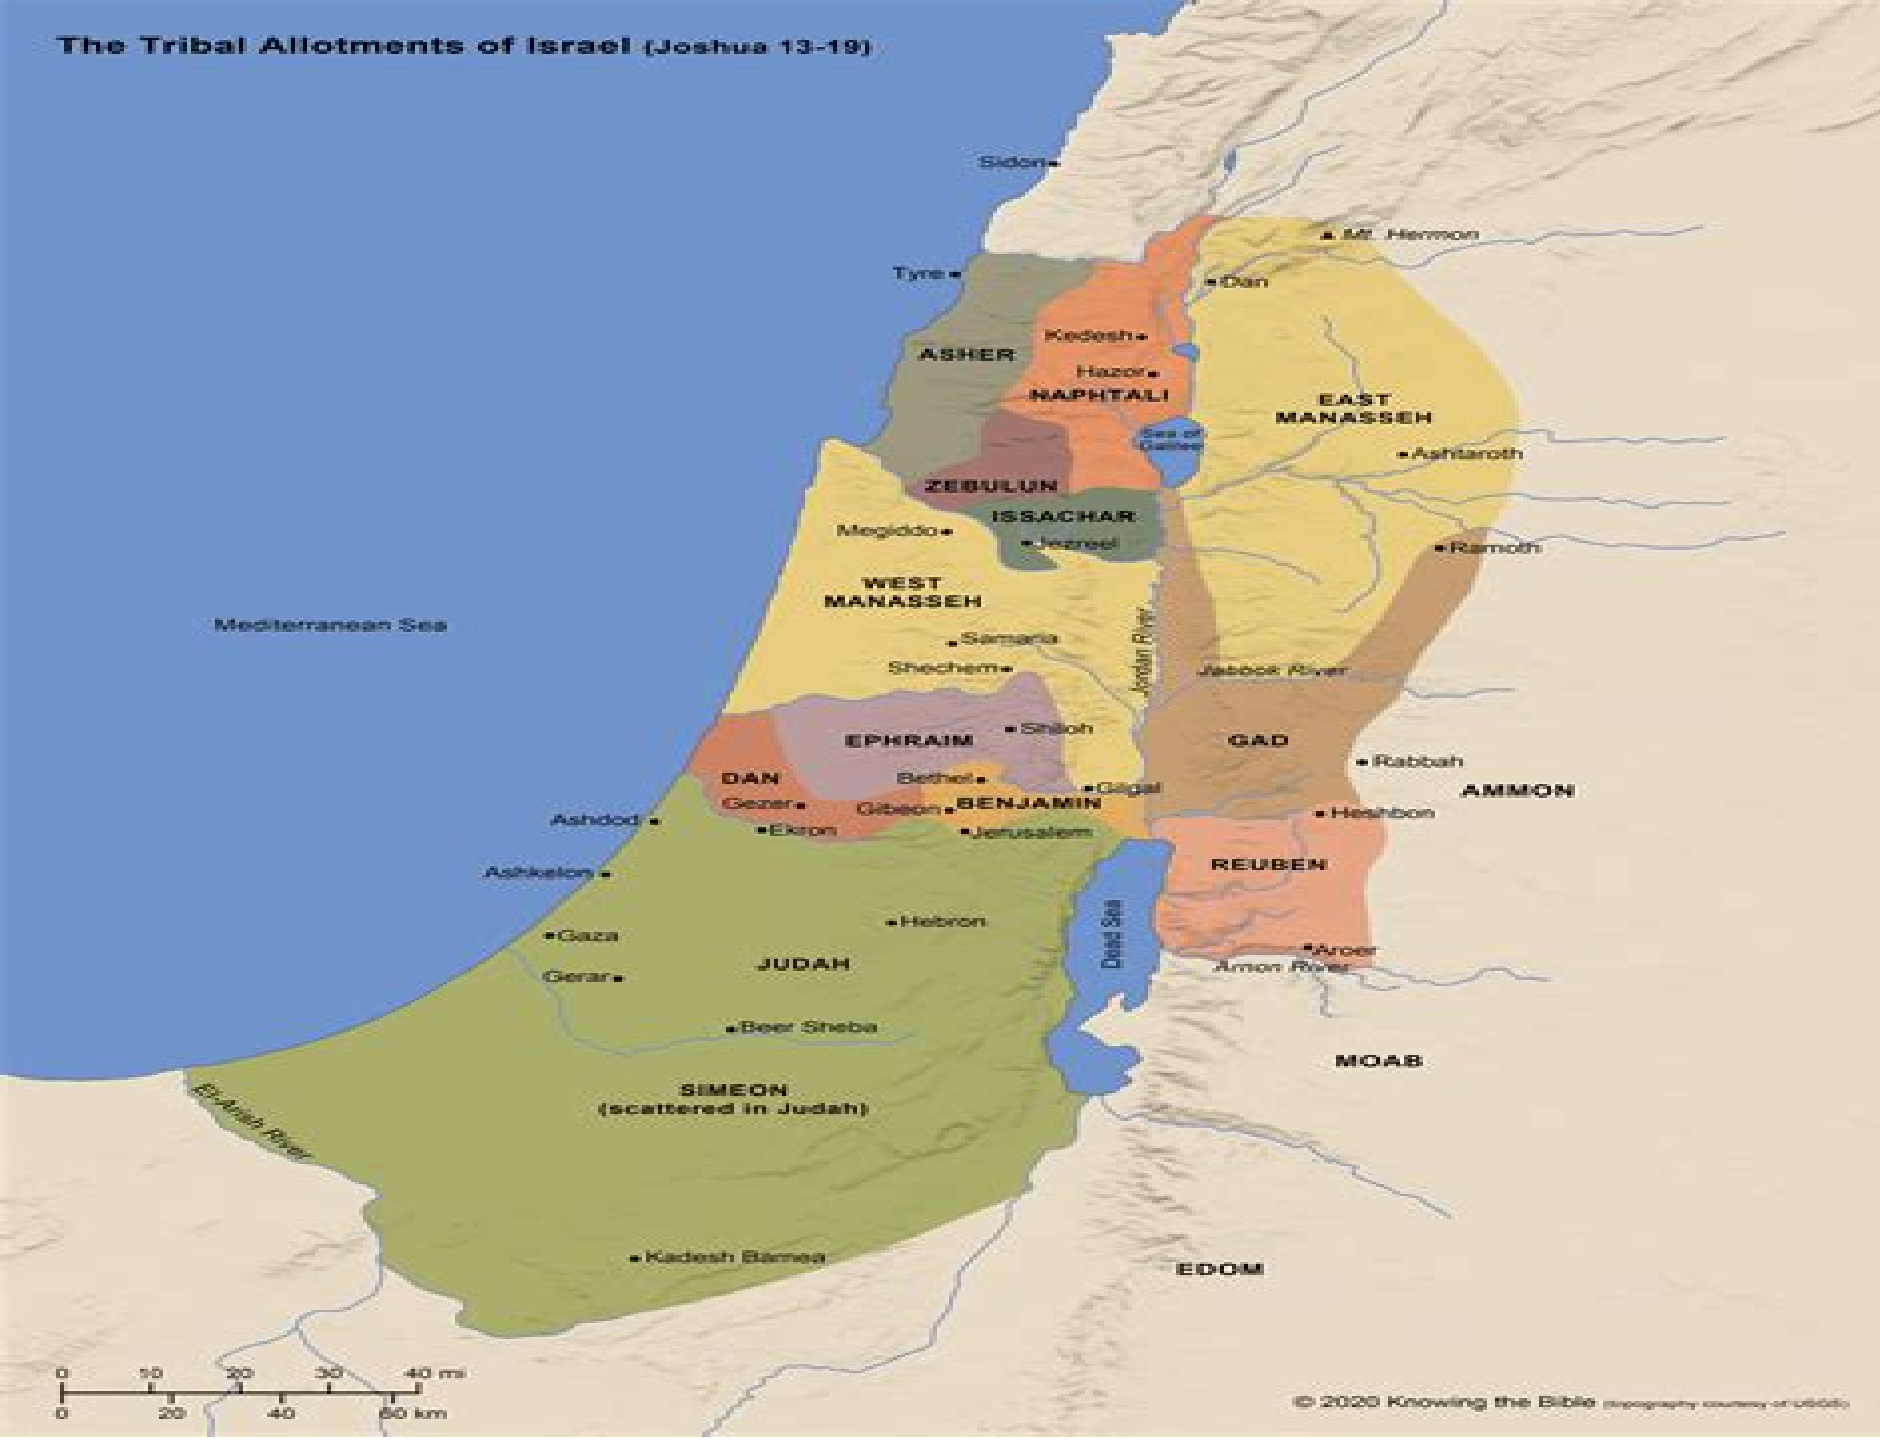 The Tribal Allotments of Israel (Joshua 13-19)
Sidon
Mt. Hermon
Tyre
Dan
Kedesh
ASHER
Hazor
NAPHTALI
EAST
MANASSEH
Sea of
Galilee
Ashtaroth
ZEBULUN
ISSACHAR
Megiddo
Jezreel
Ramoth
WEST
MANASSEH
Mediterranean Sea
Samaria
Jordan River
Shechem
Jabbok River
Shiloh
EPHRAIM
GAD
Rabbah
DAN
Bethel
Gilgal
AMMON
Gezer
Gibeon
BENJAMIN
Heshbon
Ashdod
Ekron
Jerusalem
REUBEN
Ashkelon
Hebron
Dead Sea
Gaza
Aroer
JUDAH
Arnon River
Gerar
Beer Sheba
MOAB
SIMEON
(scattered in Judah)
El-Arish River
Kadesh Barnea
EDOM
0 10 20 30 40 mi
0 20 40 60 km
© 2020 Knowing the Bible (topography courtesy of USGS)